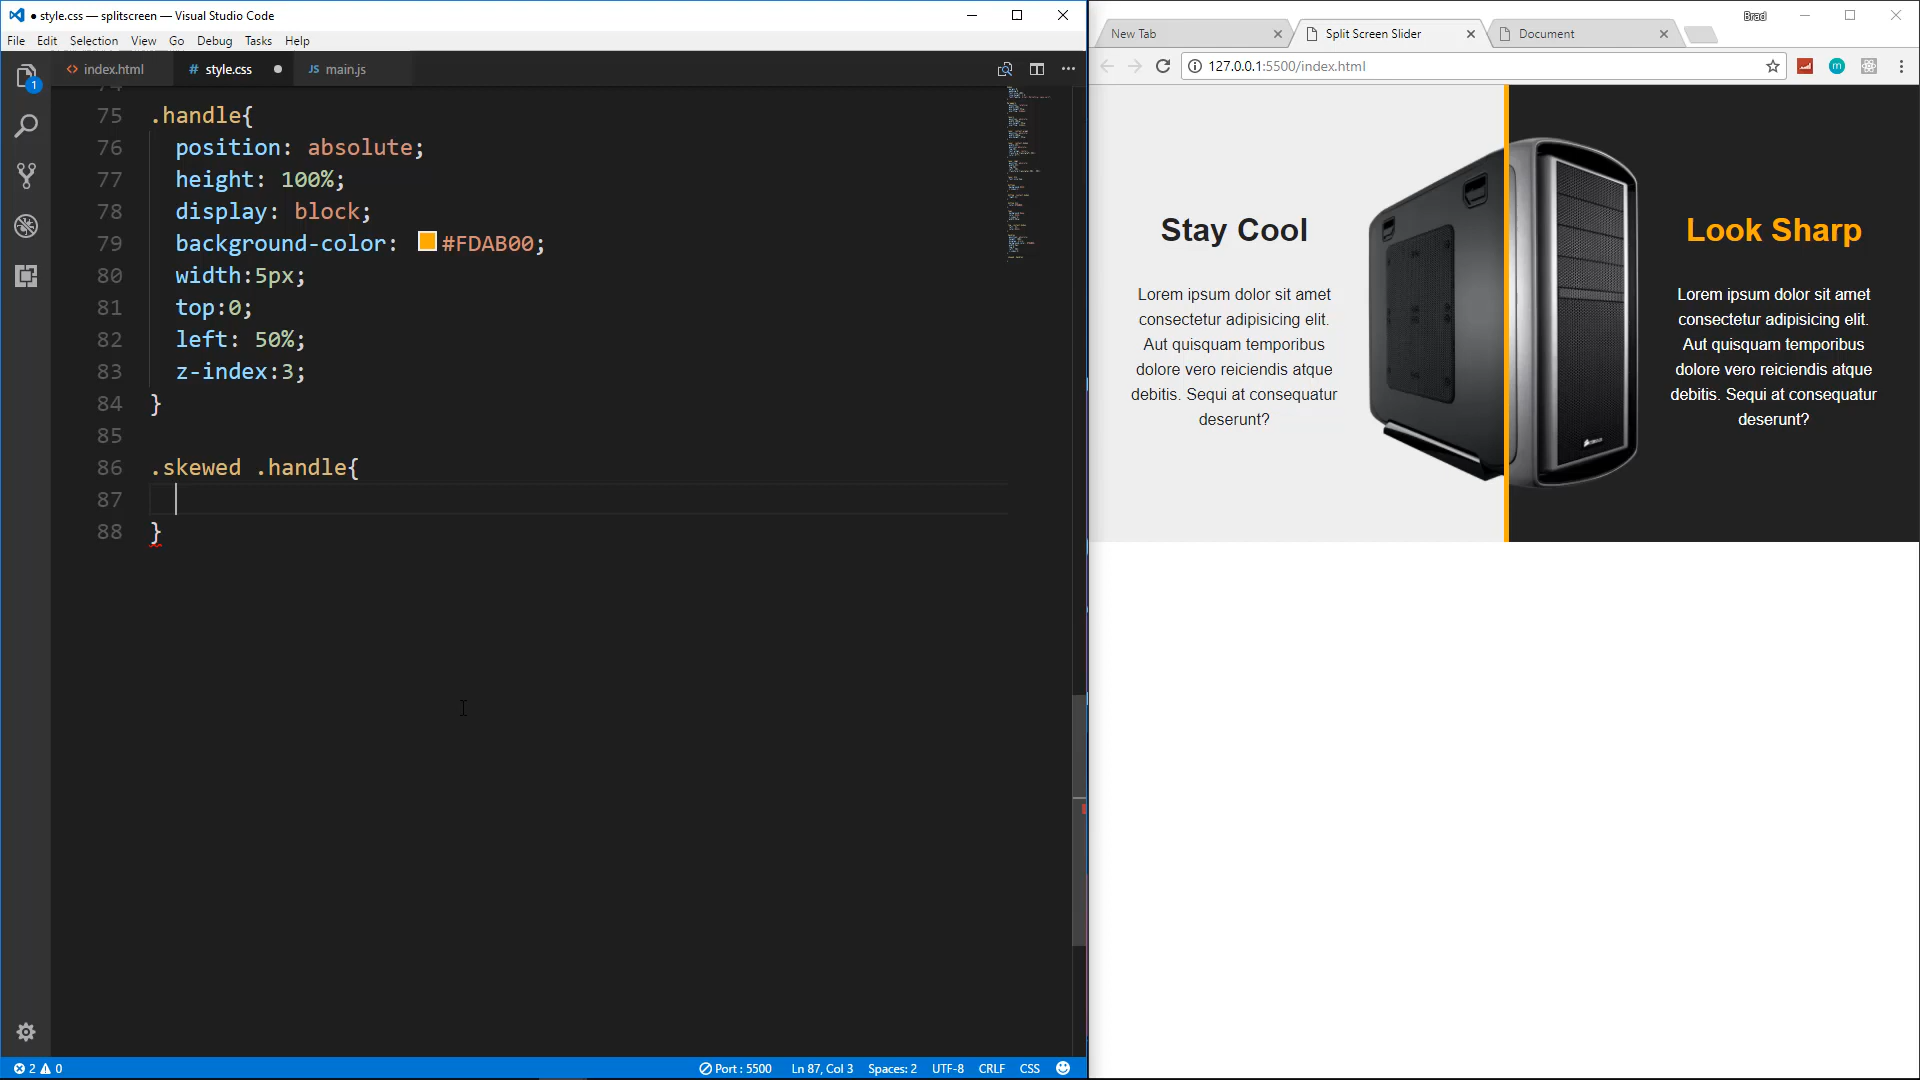 ● style.css — splitscreen — Visual Studio Code
File Edit Selection View Go Debug Tasks Help
index.html
# style.css ●
JS main.js
1
74
75 .handle{
76 position: absolute;
77 height: 100%;
78 display: block;
79 background-color: #FDAB00;
80 width:5px;
81 top:0;
82 left: 50%;
83 z-index:3;
84 }
85
86 .skewed .handle{
87
88 }
2 0
Port : 5500 Ln 87, Col 3 Spaces: 2 UTF-8 CRLF CSS
Brad
New Tab
Split Screen Slider
Document
127.0.0.1:5500/index.html
m
Stay Cool
Lorem ipsum dolor sit amet
consectetur adipisicing elit.
Aut quisquam temporibus
dolore vero reiciendis atque
debitis. Sequi at consequatur
deserunt?
Look Sharp
Lorem ipsum dolor sit amet
consectetur adipisicing elit.
Aut quisquam temporibus
dolore vero reiciendis atque
debitis. Sequi at consequatur
deserunt?